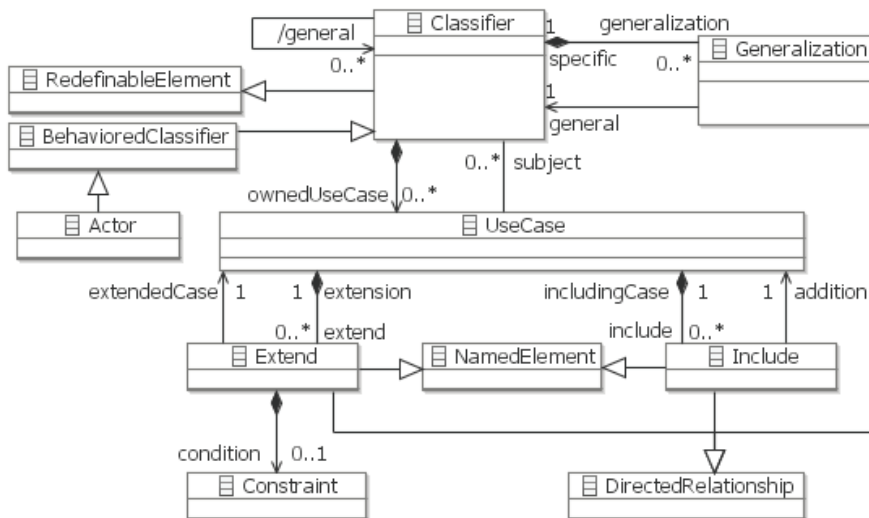 Classifier
1
generalization
/general
0..*
specific
0..*
Generalization
RedefinableElement
1
general
BehavioredClassifier
0..*
subject
ownedUseCase
0..*
Actor
UseCase
extendedCase
1
1
extension
includingCase
1
1
addition
0..*
extend
include
0..*
Extend
NamedElement
Include
condition
0..1
Constraint
DirectedRelationship